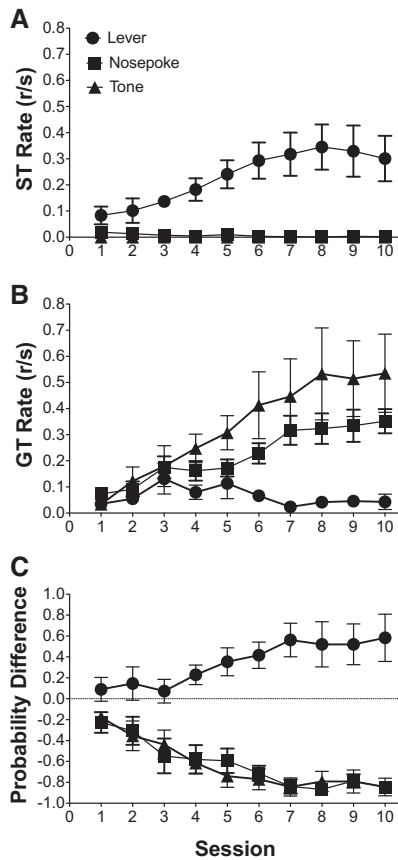 A
ST Rate (r/s)
0.8
0.7
0.6
0.5
0.4
0.3
0.2
0.1
0.0
Lever
Nosepoke
Tone
0 1 2 3 4 5 6 7 8 9 10
B
GT Rate (r/s)
0.8
0.7
0.6
0.5
0.4
0.3
0.2
0.1
0.0
0 1 2 3 4 5 6 7 8 9 10
C
Probability Difference
1.0
0.8
0.6
0.4
0.2
0.0
-0.2
-0.4
-0.6
-0.8
-1.0
0 1 2 3 4 5 6 7 8 9 10
Session